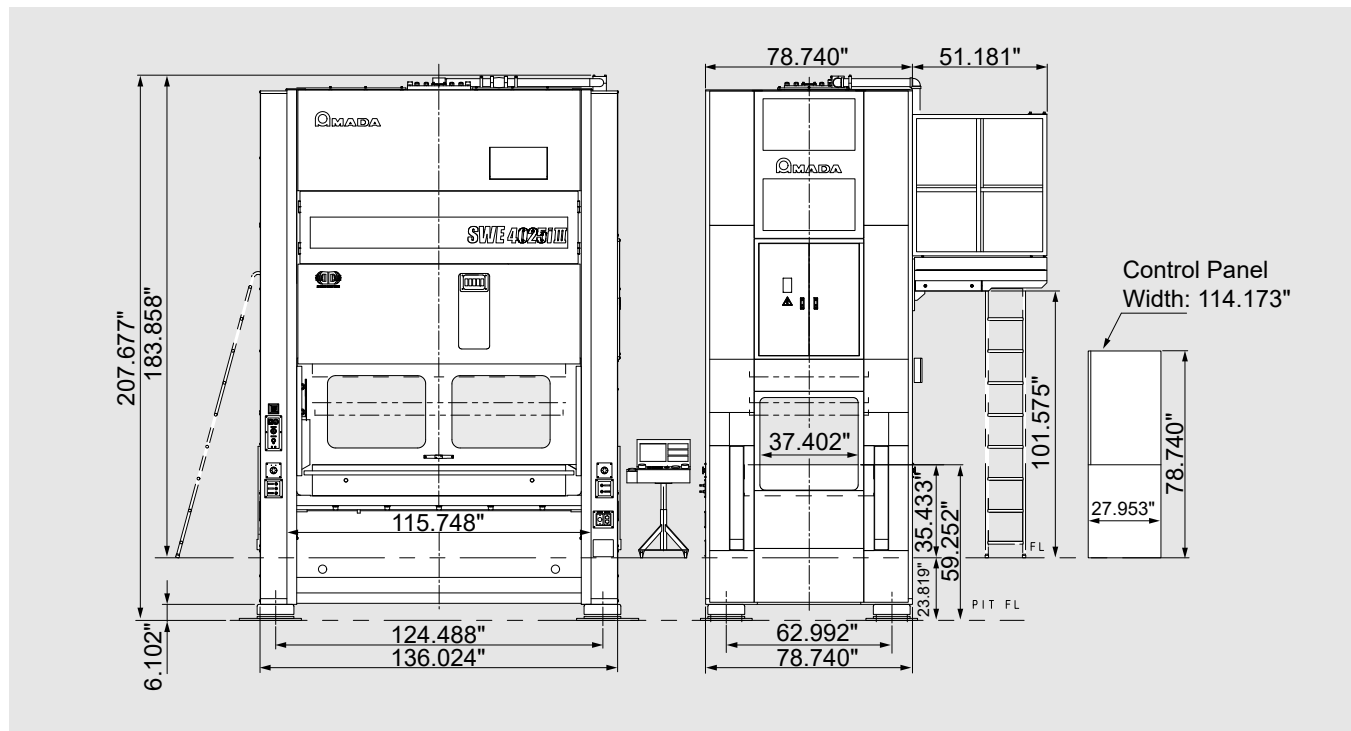 78.740"
51.181"
AMADA
AMADA
SWE 4025i III
207.677"
183.858"
Control Panel
Width: 114.173"
101.575"
78.740"
37.402"
35.433"
59.252"
27.953"
115.748"
FL
23.819"
PIT FL
6.102"
124.488"
136.024"
62.992"
78.740"